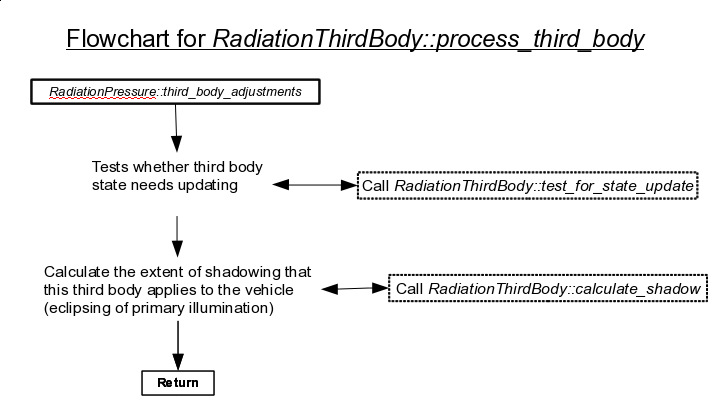 Flowchart for RadiationThirdBody::process_third_body
RadiationPressure::third_body_adjustments
Tests whether third body
state needs updating
Call RadiationThirdBody::test_for_state_update
Calculate the extent of shadowing that
this third body applies to the vehicle
(eclipsing of primary illumination)
Call RadiationThirdBody::calculate_shadow
Return